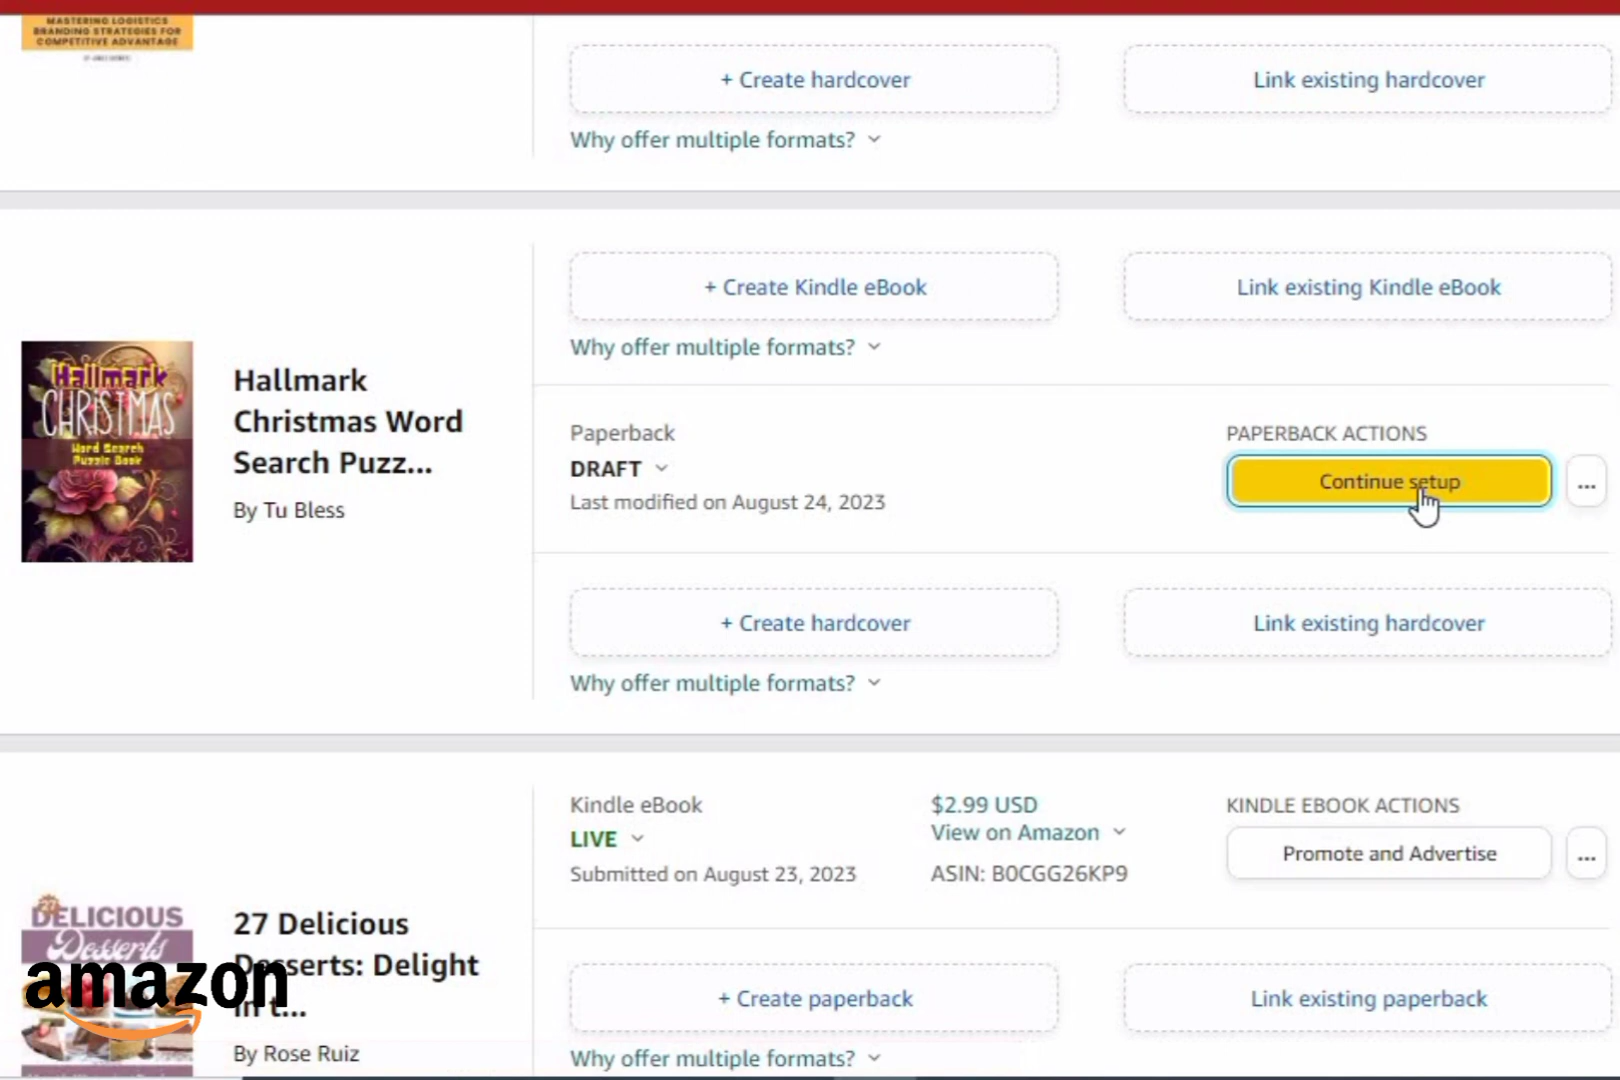 MASTERING LOGISTICS
BRANDING STRATEGIES FOR
COMPETITIVE ADVANTAGE
+ Create hardcover
Link existing hardcover
Why offer multiple formats?
+ Create Kindle eBook
Link existing Kindle eBook
Why offer multiple formats?
Hallmark
CHRISTMAS
Word Search
Puzzle Book
Hallmark
Christmas Word
Search Puzz...
By Tu Bless
Paperback
DRAFT
Last modified on August 24, 2023
PAPERBACK ACTIONS
Continue setup
...
+ Create hardcover
Link existing hardcover
Why offer multiple formats?
Kindle eBook
LIVE
Submitted on August 23, 2023
$2.99 USD
View on Amazon
ASIN: B0CGG26KP9
KINDLE EBOOK ACTIONS
Promote and Advertise
...
27
DELICIOUS
Desserts
27 Delicious
Desserts: Delight
in t...
By Rose Ruiz
amazon
+ Create paperback
Link existing paperback
Why offer multiple formats?